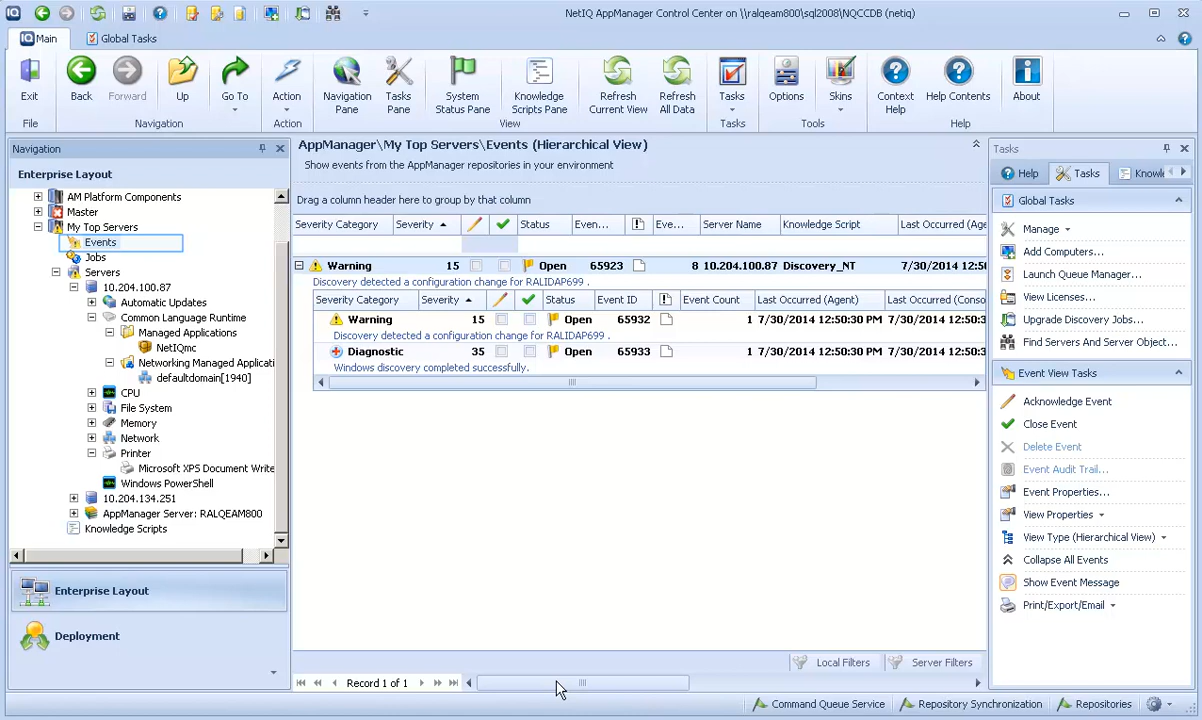 NetIQ AppManager Control Center on \\ralqeam800\sql2008\NQCCDB (netiq)
Main
Global Tasks
Exit
Back
Forward
Up
Go To
Action
Navigation Pane
Tasks Pane
System Status Pane
Knowledge Scripts Pane
Refresh Current View
Refresh All Data
Tasks
Options
Skins
Context Help
Help Contents
About
File
Navigation
Action
View
Tasks
Tools
Help
Navigation
Enterprise Layout
AM Platform Components
Master
My Top Servers
Events
Jobs
Servers
10.204.100.87
Automatic Updates
Common Language Runtime
Managed Applications
NetIQmc
Networking Managed Applicati
defaultdomain[1940]
CPU
File System
Memory
Network
Printer
Microsoft XPS Document Write
Windows PowerShell
10.204.134.251
AppManager Server: RALQEAM800
Knowledge Scripts
Enterprise Layout
Deployment
AppManager\My Top Servers\Events (Hierarchical View)
Show events from the AppManager repositories in your environment
Drag a column header here to group by that column
Severity Category Severity Status Even... Eve... Server Name Knowledge Script Last Occurred (Age
Warning 15 Open 65923 8 10.204.100.87 Discovery_NT 7/30/2014 12:50
Discovery detected a configuration change for RALIDAP699 .
Severity Category Severity Status Event ID Event Count Last Occurred (Agent) Last Occurred (Conso
Warning 15 Open 65932 1 7/30/2014 12:50:30 PM 7/30/2014 12:50:30
Discovery detected a configuration change for RALIDAP699 .
Diagnostic 35 Open 65933 1 7/30/2014 12:50:30 PM 7/30/2014 12:50:30
Windows discovery completed successfully.
Local Filters
Server Filters
Record 1 of 1
Tasks
Help
Tasks
Knowle
Global Tasks
Manage
Add Computers...
Launch Queue Manager...
View Licenses...
Upgrade Discovery Jobs...
Find Servers And Server Object...
Event View Tasks
Acknowledge Event
Close Event
Delete Event
Event Audit Trail...
Event Properties...
View Properties
View Type (Hierarchical View)
Collapse All Events
Show Event Message
Print/Export/Email
Command Queue Service
Repository Synchronization
Repositories